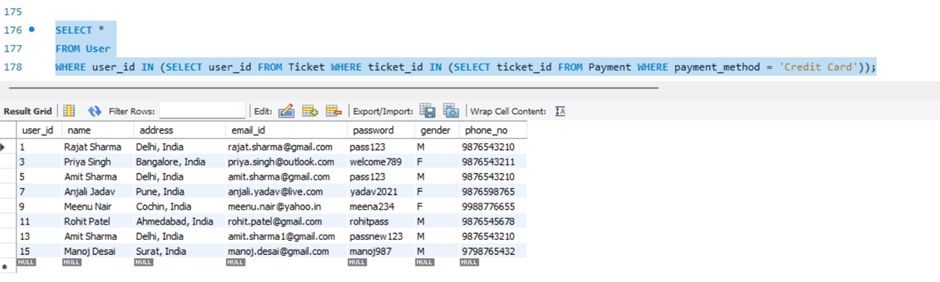 175
176 SELECT *
177 FROM User
178 WHERE user_id IN (SELECT user_id FROM Ticket WHERE ticket_id IN (SELECT ticket_id FROM Payment WHERE payment_method = 'Credit Card'));
Result Grid Filter Rows: Edit: Export/Import: Wrap Cell Content: IA
user_id name address email_id password gender phone_no
1 Rajat Sharma Delhi, India rajat.sharma@gmail.com pass123 M 9876543210
3 Priya Singh Bangalore, India priya.singh@outlook.com welcome789 F 9876543211
5 Amit Sharma Delhi, India amit.sharma@gmail.com pass123 M 9876543210
7 Anjali Jadav Pune, India anjali.yadav@live.com yadav2021 F 9876598765
9 Meenu Nair Cochin, India meenu.nair@yahoo.in meena234 F 9988776655
11 Rohit Patel Ahmedabad, India rohit.patel@gmail.com rohitpass M 9876545678
13 Amit Sharma Delhi, India amit.sharma1@gmail.com passnew123 M 9876543210
15 Manoj Desai Surat, India manoj.desai@gmail.com manoj987 M 9798765432
NULL NULL NULL NULL NULL NULL NULL